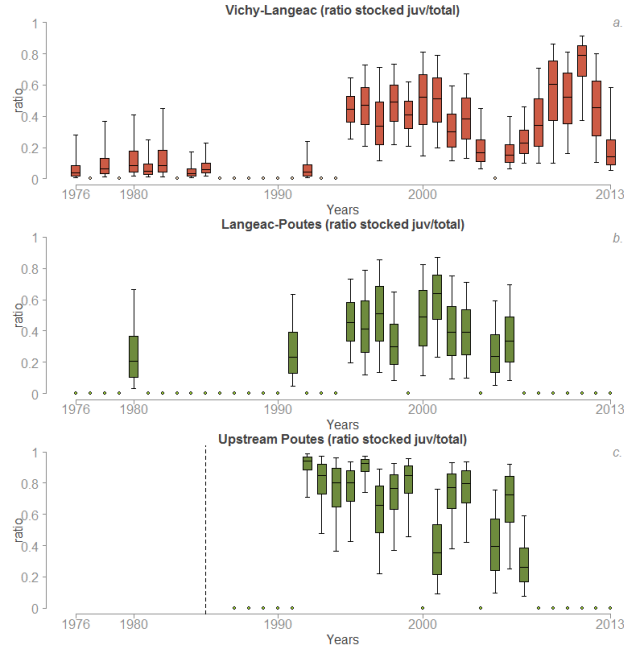 Vichy-Langeac (ratio stocked juv/total)
a.
1
0.8
0.6
0.4
0.2
0
ratio
1976 1980 1990 2000 2013
Years
Langeac-Poutes (ratio stocked juv/total)
b.
1
0.8
0.6
0.4
0.2
0
ratio
1976 1980 1990 2000 2013
Years
Upstream Poutes (ratio stocked juv/total)
c.
1
0.8
0.6
0.4
0.2
0
ratio
1976 1980 1990 2000 2013
Years